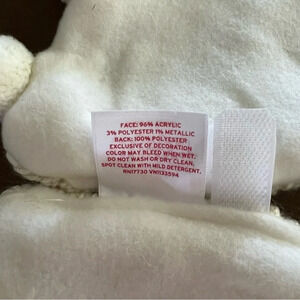 FACE: 96% ACRYLIC
3% POLYESTER 1% METALLIC
BACK: 100% POLYESTER
EXCLUSIVE OF DECORATION
COLOR MAY BLEED WHEN WET;
DO NOT WASH OR DRY CLEAN.
SPOT CLEAN WITH MILD DETERGENT.
RN17730 VN1133594